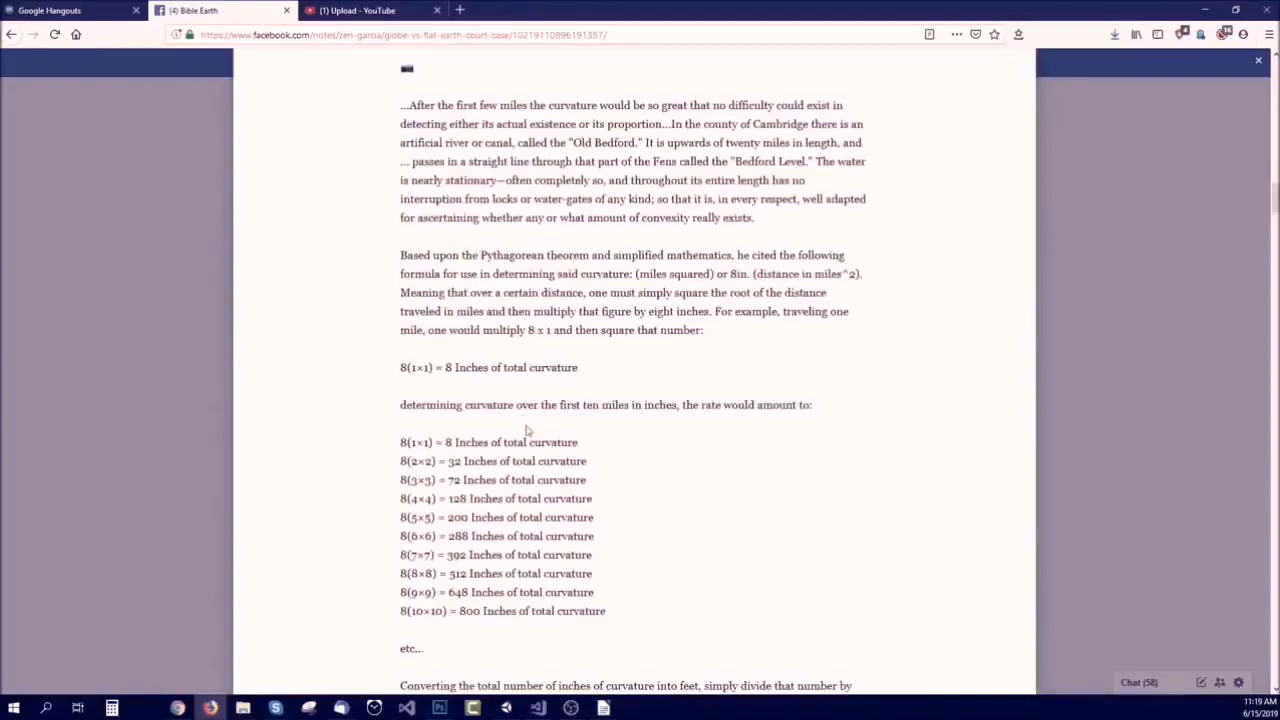 Google Hangouts
(4) Bible Earth
(1) Upload - YouTube
https://www.facebook.com/notes/zen-garcia/globe-vs-flat-earth-court-case/10219110896191357/
...After the first few miles the curvature would be so great that no difficulty could exist in
detecting either its actual existence or its proportion...In the county of Cambridge there is an
artificial river or canal, called the "Old Bedford." It is upwards of twenty miles in length, and
... passes in a straight line through that part of the Fens called the "Bedford Level." The water
is nearly stationary—often completely so, and throughout its entire length has no
interruption from locks or water-gates of any kind; so that it is, in every respect, well adapted
for ascertaining whether any or what amount of convexity really exists.
Based upon the Pythagorean theorem and simplified mathematics, he cited the following
formula for use in determining said curvature: (miles squared) or 8in. (distance in miles^2).
Meaning that over a certain distance, one must simply square the root of the distance
traveled in miles and then multiply that figure by eight inches. For example, traveling one
mile, one would multiply 8 x 1 and then square that number:
8(1×1) = 8 Inches of total curvature
determining curvature over the first ten miles in inches, the rate would amount to:
8(1×1) = 8 Inches of total curvature
8(2×2) = 32 Inches of total curvature
8(3×3) = 72 Inches of total curvature
8(4×4) = 128 Inches of total curvature
8(5×5) = 200 Inches of total curvature
8(6×6) = 288 Inches of total curvature
8(7×7) = 392 Inches of total curvature
8(8×8) = 512 Inches of total curvature
8(9×9) = 648 Inches of total curvature
8(10×10) = 800 Inches of total curvature
etc...
Converting the total number of inches of curvature into feet, simply divide that number by
Chat (58)
11:19 AM
6/15/2019